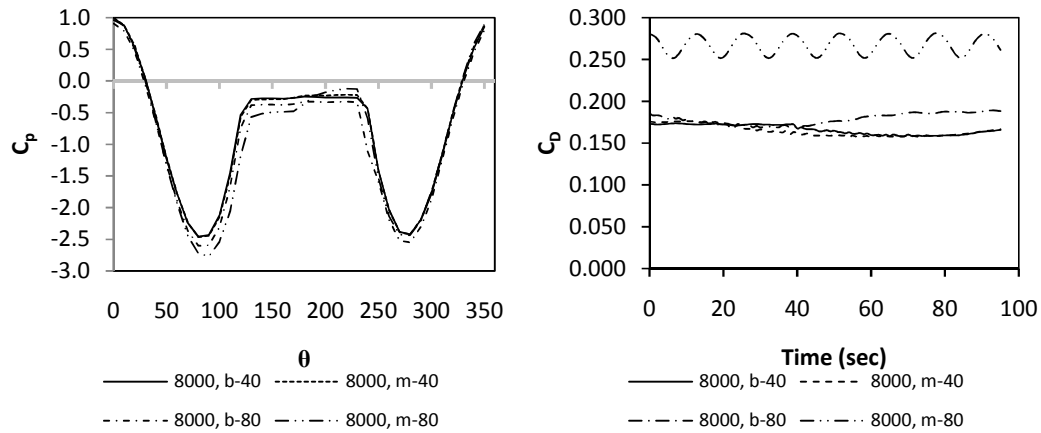 1.0
0.5
0.0
-0.5
-1.0
-1.5
-2.0
-2.5
-3.0
Cp
0 50 100 150 200 250 300 350
θ
8000, b-40
8000, m-40
8000, b-80
8000, m-80
0.300
0.250
0.200
0.150
0.100
0.050
0.000
CD
0 20 40 60 80 100
Time (sec)
8000, b-40
8000, m-40
8000, b-80
8000, m-80